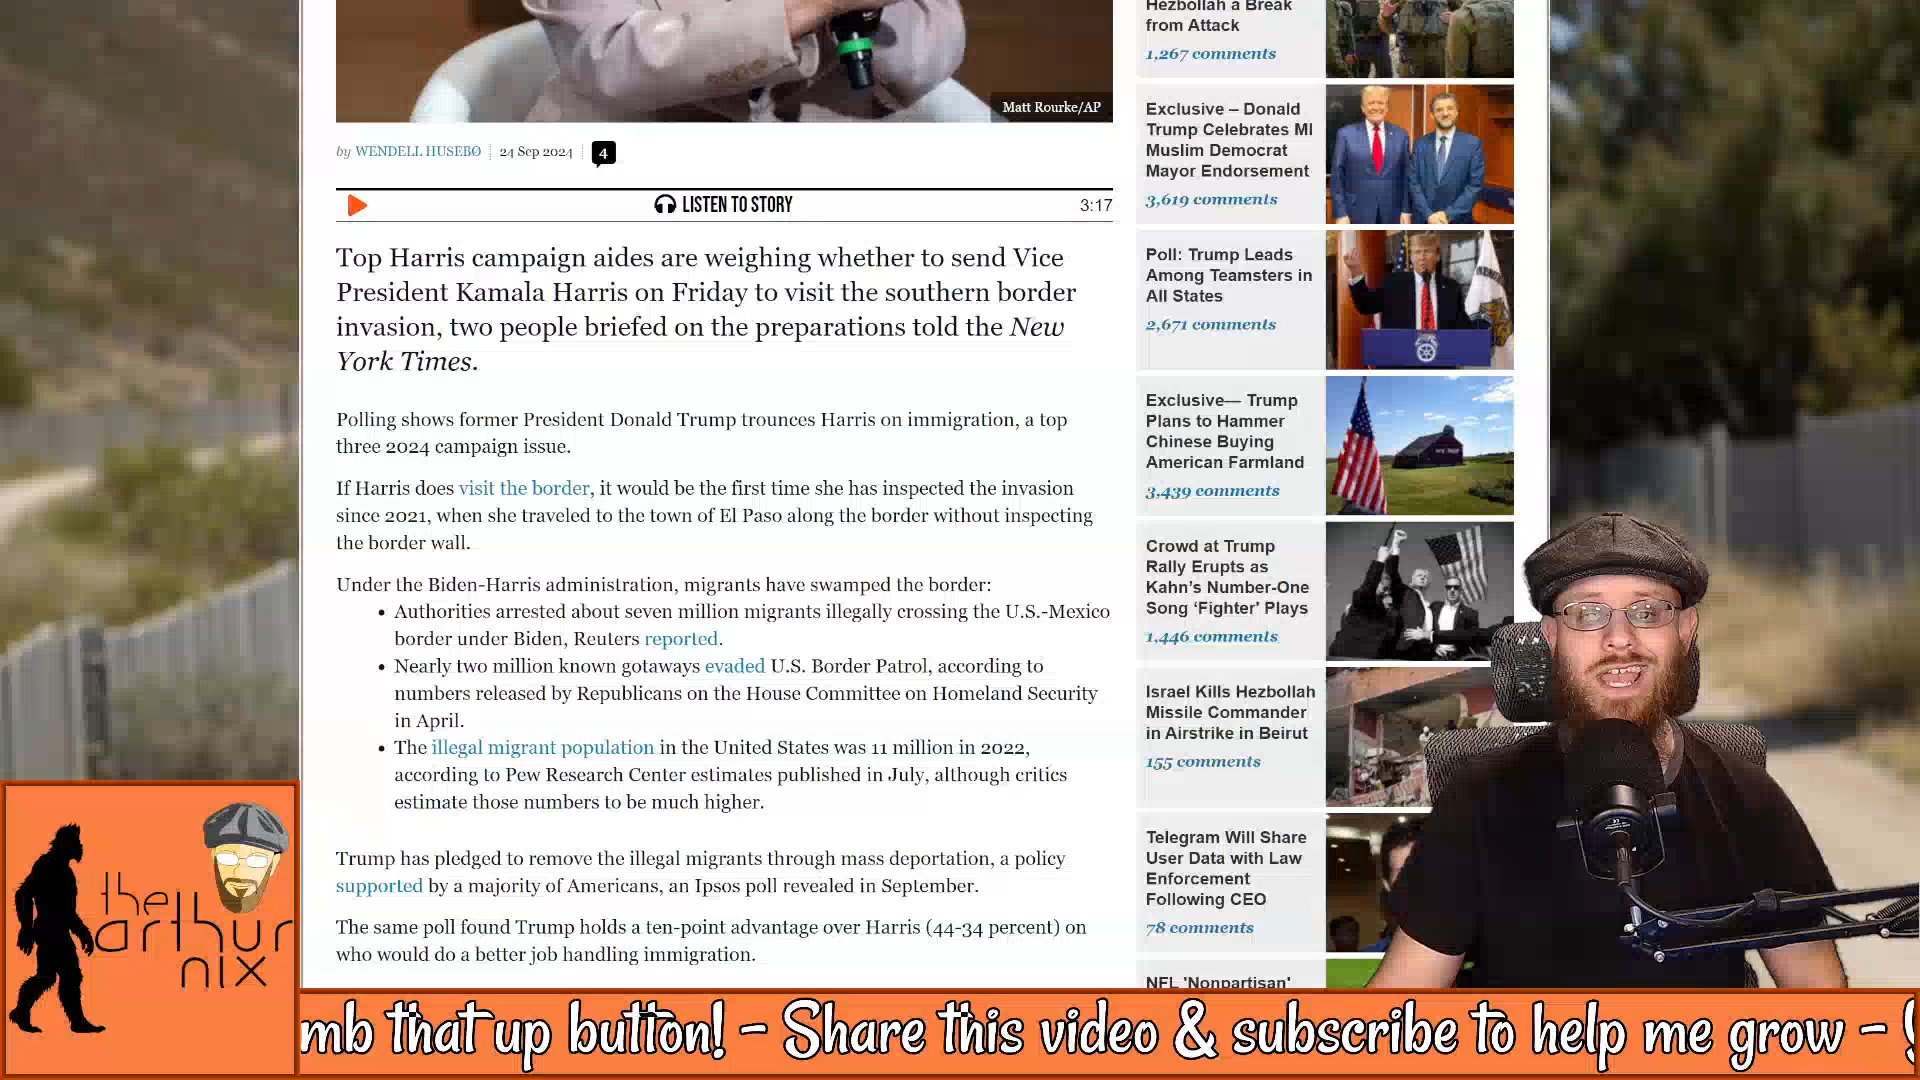 Matt Rourke/AP
by WENDELL HUSEBØ 24 Sep 2024 4
LISTEN TO STORY 3:17
Top Harris campaign aides are weighing whether to send Vice
President Kamala Harris on Friday to visit the southern border
invasion, two people briefed on the preparations told the New
York Times.
Polling shows former President Donald Trump trounces Harris on immigration, a top
three 2024 campaign issue.
If Harris does visit the border, it would be the first time she has inspected the invasion
since 2021, when she traveled to the town of El Paso along the border without inspecting
the border wall.
Under the Biden-Harris administration, migrants have swamped the border:
• Authorities arrested about seven million migrants illegally crossing the U.S.-Mexico
border under Biden, Reuters reported.
• Nearly two million known gotaways evaded U.S. Border Patrol, according to
numbers released by Republicans on the House Committee on Homeland Security
in April.
• The illegal migrant population in the United States was 11 million in 2022,
according to Pew Research Center estimates published in July, although critics
estimate those numbers to be much higher.
Trump has pledged to remove the illegal migrants through mass deportation, a policy
supported by a majority of Americans, an Ipsos poll revealed in September.
The same poll found Trump holds a ten-point advantage over Harris (44-34 percent) on
who would do a better job handling immigration.
Hezbollah a Break
from Attack
1,267 comments
Exclusive – Donald
Trump Celebrates MI
Muslim Democrat
Mayor Endorsement
3,619 comments
Poll: Trump Leads
Among Teamsters in
All States
2,671 comments
Exclusive— Trump
Plans to Hammer
Chinese Buying
American Farmland
3,439 comments
Crowd at Trump
Rally Erupts as
Kahn’s Number-One
Song ‘Fighter’ Plays
1,446 comments
Israel Kills Hezbollah
Missile Commander
in Airstrike in Beirut
155 comments
Telegram Will Share
User Data with Law
Enforcement
Following CEO
78 comments
NFL 'Nonpartisan'
the
arthur
nix
mb that up button! – Share this video & subscribe to help me grow –